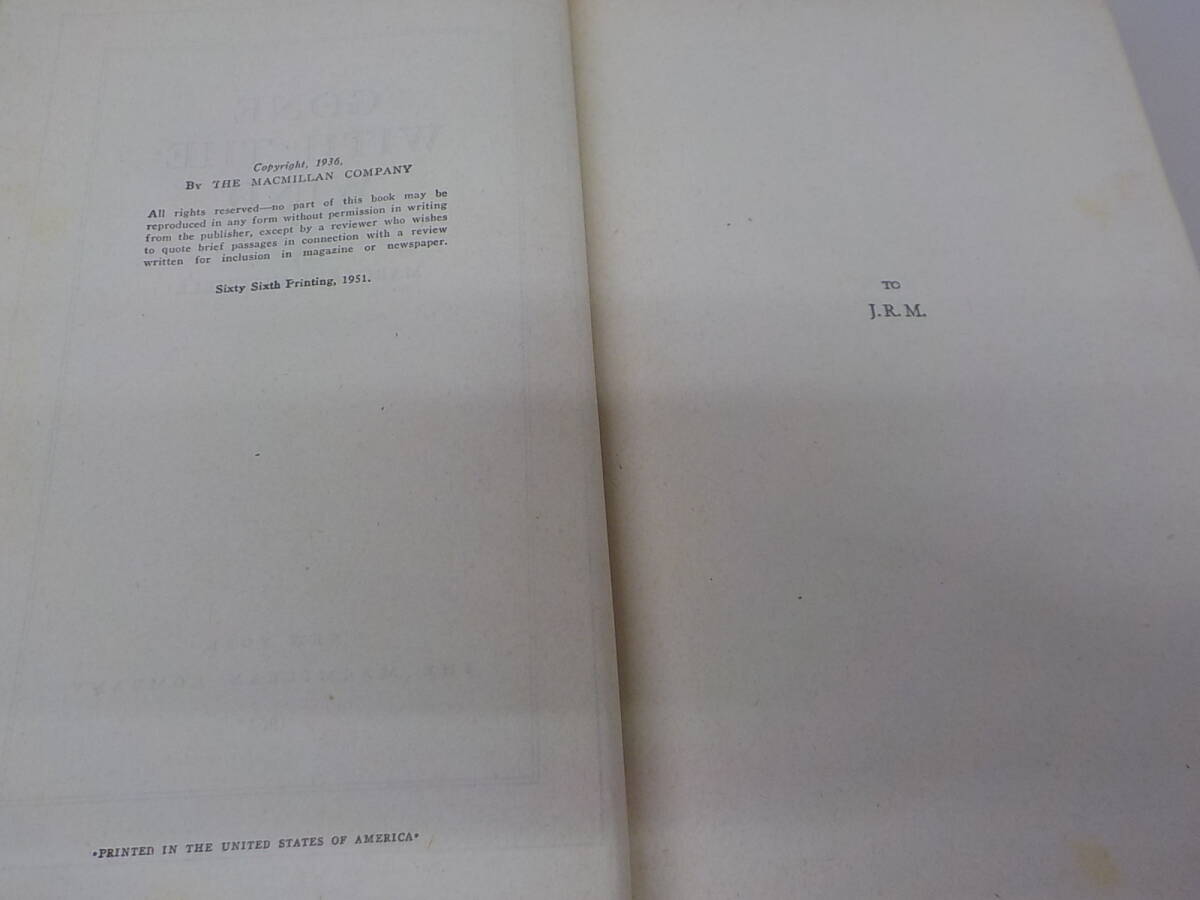 Copyright, 1936,
By THE MACMILLAN COMPANY
All rights reserved—no part of this book may be
reproduced in any form without permission in writing
from the publisher, except by a reviewer who wishes
to quote brief passages in connection with a review
written for inclusion in magazine or newspaper.
Sixty Sixth Printing, 1951.
•PRINTED IN THE UNITED STATES OF AMERICA•
TO
J.R.M.